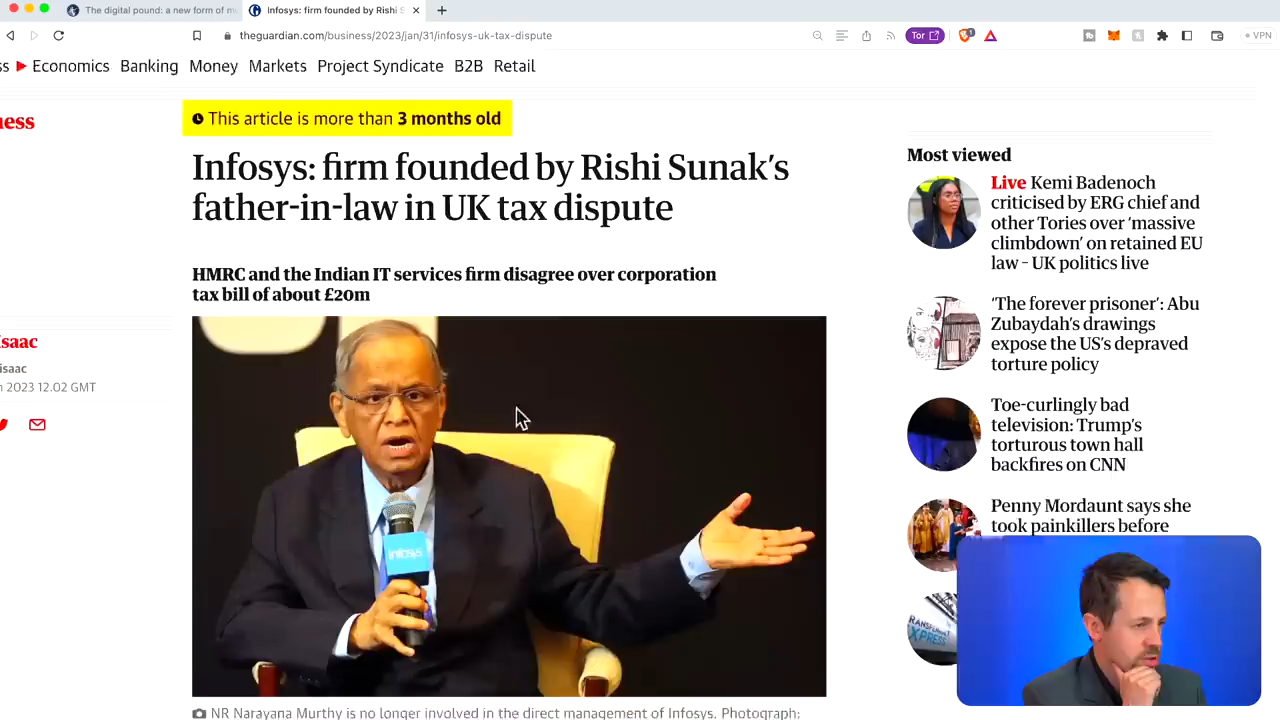 The digital pound: a new form of m
Infosys: firm founded by Rishi S
theguardian.com/business/2023/jan/31/infosys-uk-tax-dispute
Tor
1
VPN
ss Economics Banking Money Markets Project Syndicate B2B Retail
ness
This article is more than 3 months old
Infosys: firm founded by Rishi Sunak’s
father-in-law in UK tax dispute
HMRC and the Indian IT services firm disagree over corporation
tax bill of about £20m
Isaac
isaac
n 2023 12.02 GMT
Infosys
NR Narayana Murthy is no longer involved in the direct management of Infosys. Photograph:
Most viewed
Live Kemi Badenoch
criticised by ERG chief and
other Tories over ‘massive
climbdown’ on retained EU
law – UK politics live
‘The forever prisoner’: Abu
Zubaydah’s drawings
expose the US’s depraved
torture policy
Toe-curlingly bad
television: Trump’s
torturous town hall
backfires on CNN
Penny Mordaunt says she
took painkillers before